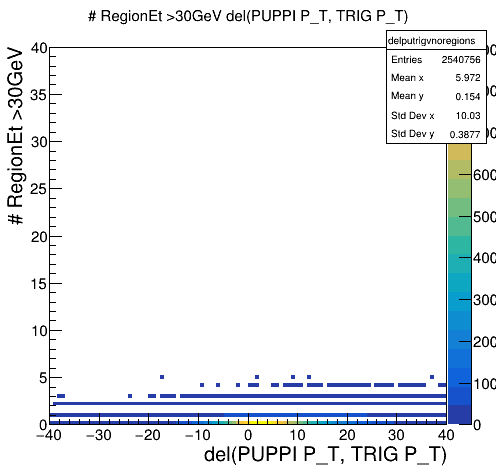 # RegionEt >30GeV del(PUPPI P_T, TRIG P_T)
delputrigvnoregions
Entries 2540756
Mean x 5.972
Mean y 0.154
Std Dev x 10.03
Std Dev y 0.3877
# RegionEt >30GeV
40
35
30
25
20
15
10
5
0
600
500
400
300
200
100
0
−40 −30 −20 −10 0 10 20 30 40
del(PUPPI P_T, TRIG P_T)